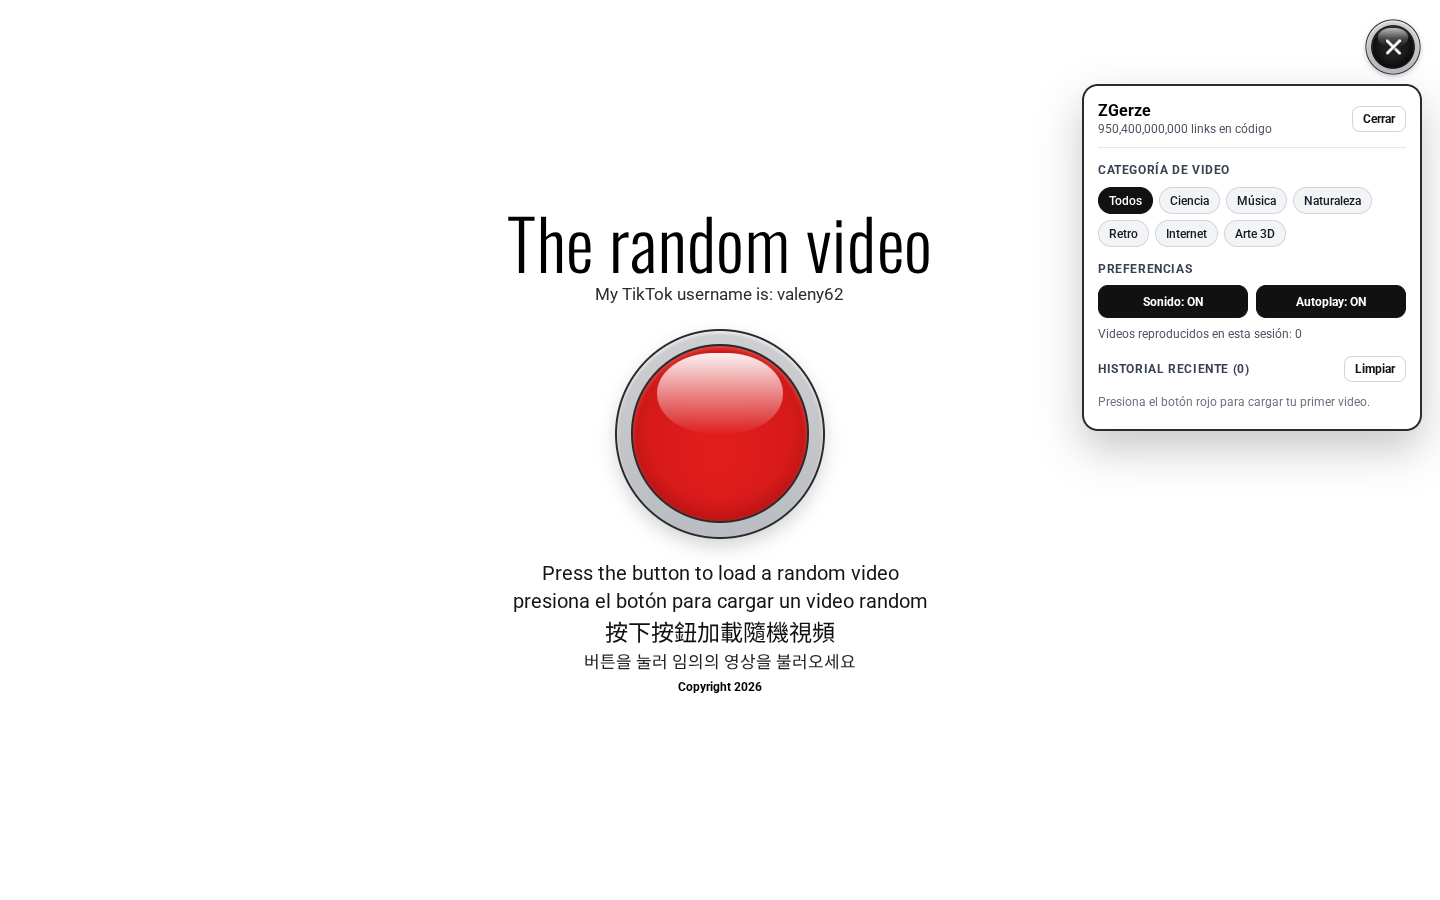 The random video
My TikTok username is: valeny62
Press the button to load a random video
presiona el botón para cargar un video random
按下按鈕加載隨機視頻
버튼을 눌러 임의의 영상을 불러오세요
Copyright 2026
ZGerze
950,400,000,000 links en código
Cerrar
CATEGORÍA DE VIDEO
Todos Ciencia Música Naturaleza
Retro Internet Arte 3D
PREFERENCIAS
Sonido: ON Autoplay: ON
Videos reproducidos en esta sesión: 0
HISTORIAL RECIENTE (0) Limpiar
Presiona el botón rojo para cargar tu primer video.